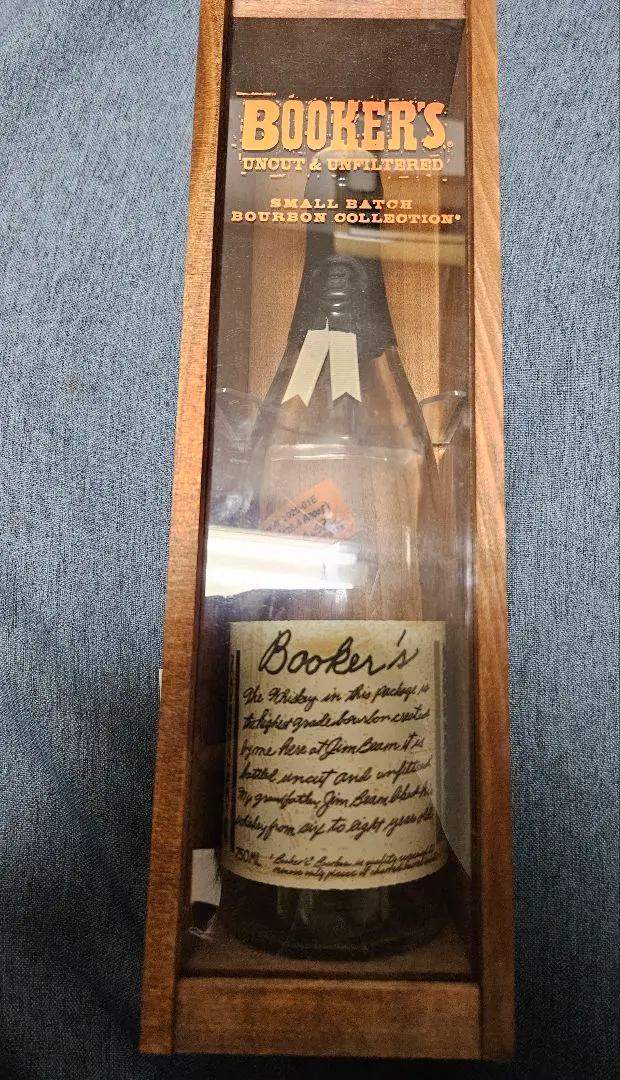 BOOKER'S®
UNCUT & UNFILTERED
SMALL BATCH
BOURBON COLLECTION®
Booker's
The Whiskey in this package is
the highest grade bourbon created
by me here at Jim Beam. It is
bottled uncut and unfiltered
My grandfather, Jim Beam liked his
whiskey from six to eight years old.
750ML